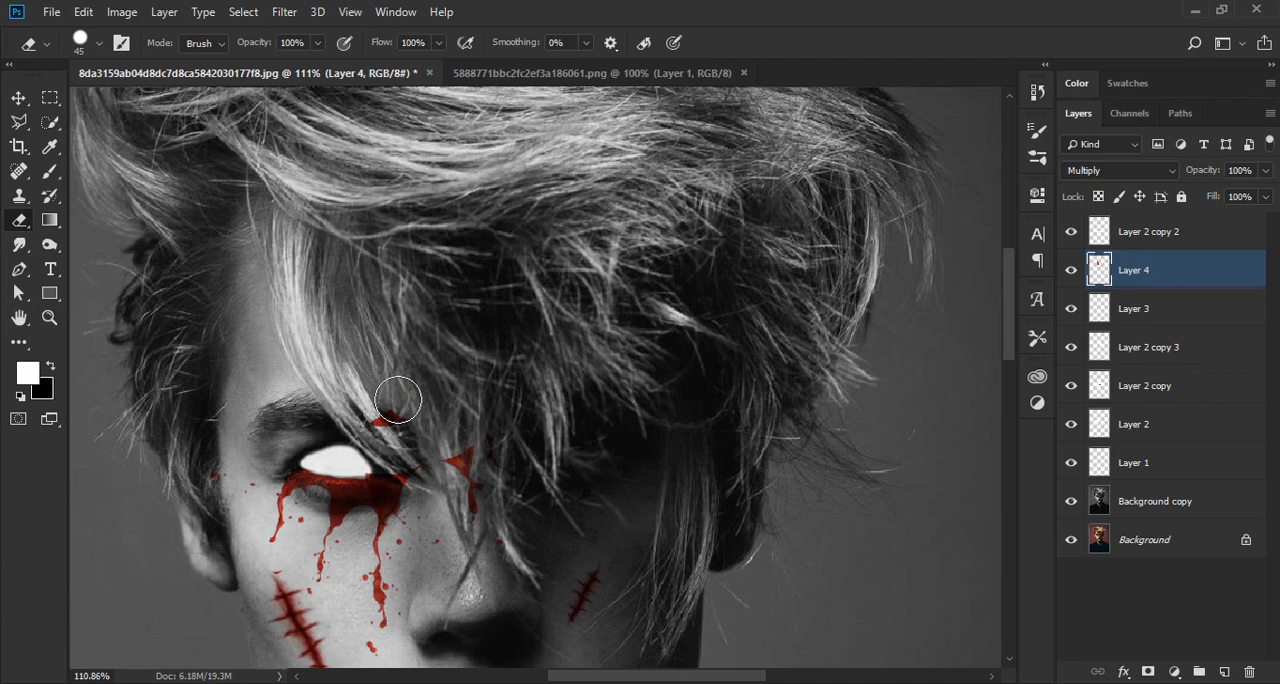 Ps File Edit Image Layer Type Select Filter 3D View Window Help
45 Mode: Brush Opacity: 100% Flow: 100% Smoothing: 0%
8da3159ab04d8dc7d8ca5842030177f8.jpg @ 111% (Layer 4, RGB/8#) * × 5888771bbc2fc2ef3a186061.png @ 100% (Layer 1, RGB/8) ×
Color Swatches
Layers Channels Paths
Kind
Multiply Opacity: 100%
Lock: Fill: 100%
Layer 2 copy 2
Layer 4
Layer 3
Layer 2 copy 3
Layer 2 copy
Layer 2
Layer 1
Background copy
Background
110.86% Doc: 6.18M/19.3M